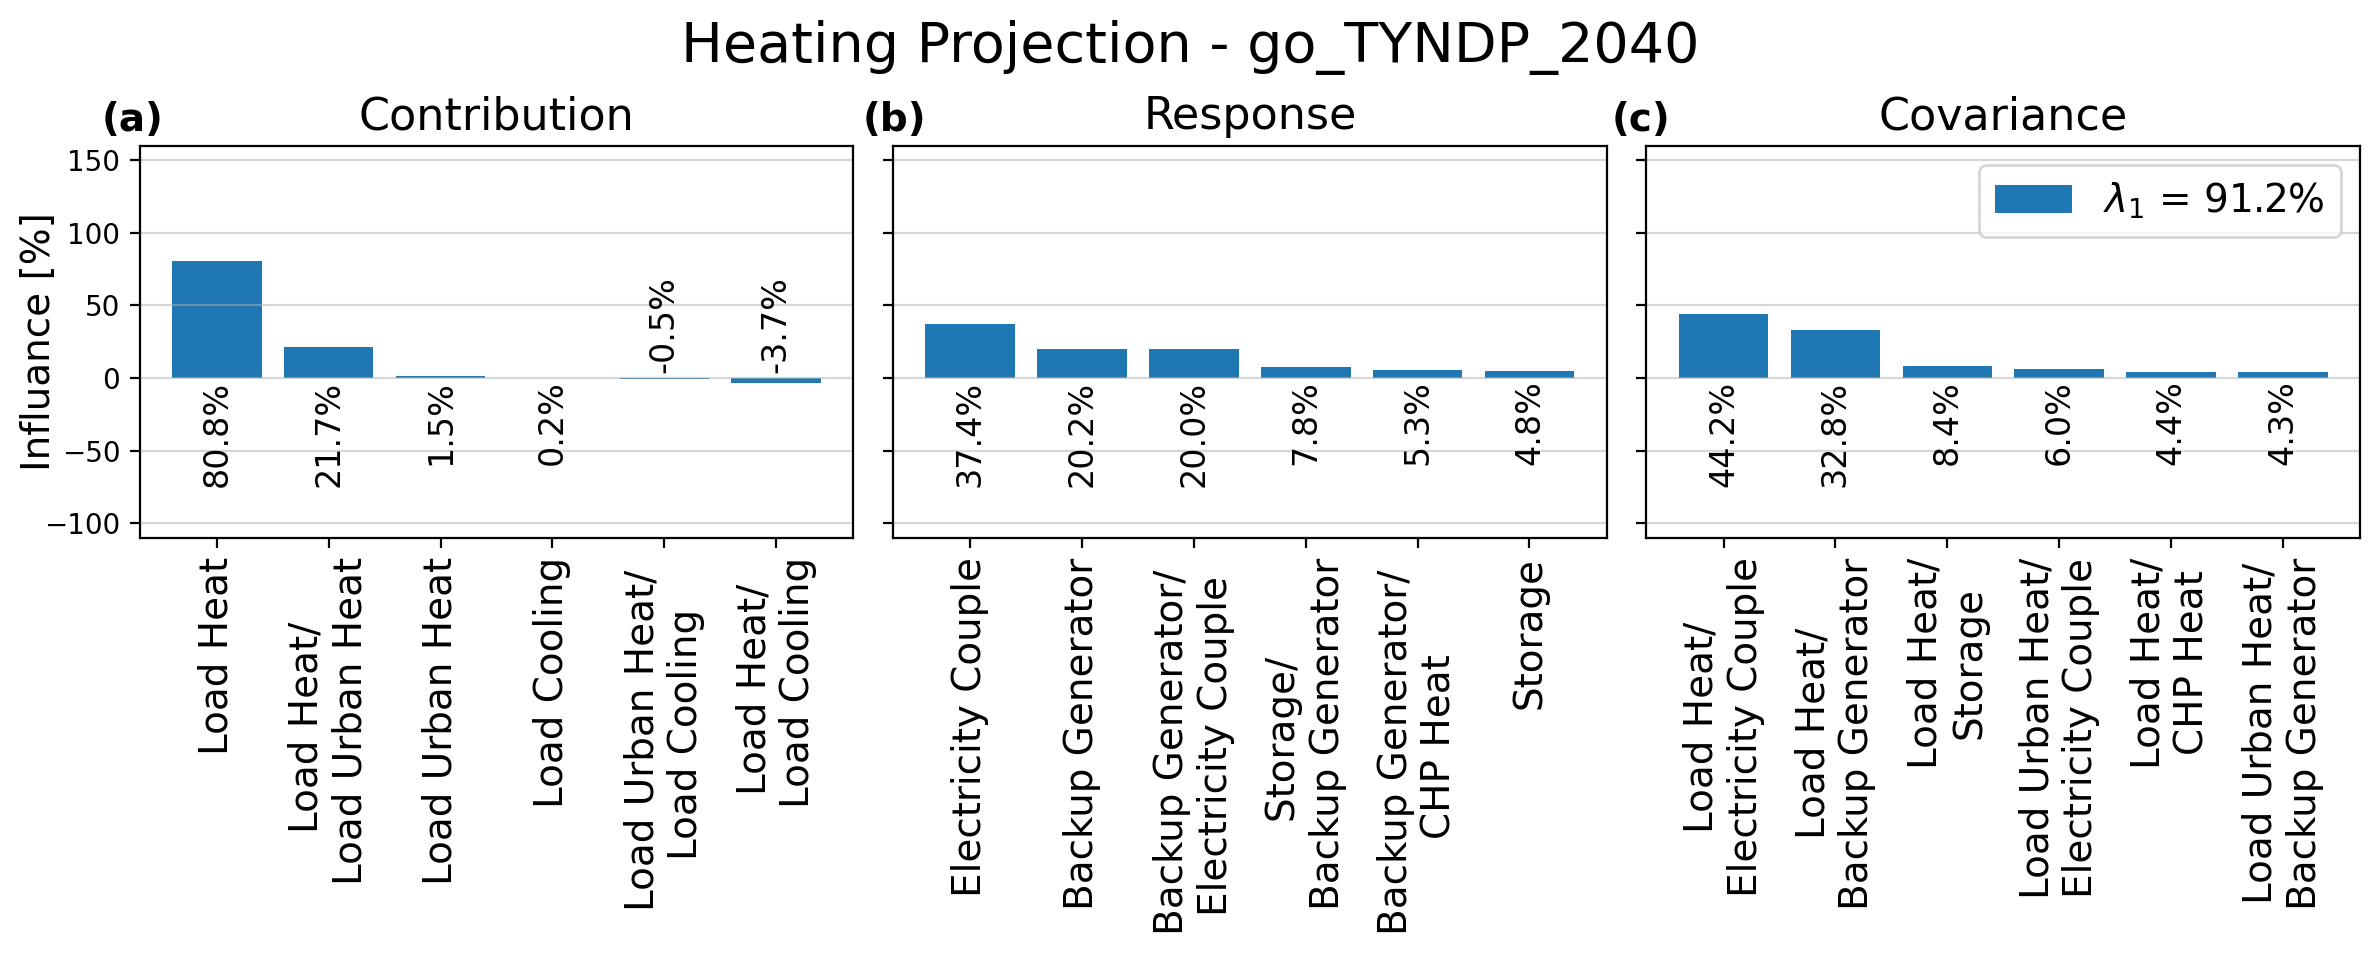 Heating Projection - go_TYNDP_2040
(a)
Contribution
Influance [%]
150
100
50
0
−50
−100
80.8%
21.7%
1.5%
0.2%
-0.5%
-3.7%
Load Heat
Load Heat/
Load Urban Heat
Load Urban Heat
Load Cooling
Load Urban Heat/
Load Cooling
Load Heat/
Load Cooling
(b)
Response
37.4%
20.2%
20.0%
7.8%
5.3%
4.8%
Electricity Couple
Backup Generator
Backup Generator/
Electricity Couple
Storage/
Backup Generator
Backup Generator/
CHP Heat
Storage
(c)
Covariance
λ₁ = 91.2%
44.2%
32.8%
8.4%
6.0%
4.4%
4.3%
Load Heat/
Electricity Couple
Load Heat/
Backup Generator
Load Heat/
Storage
Load Urban Heat/
Electricity Couple
Load Heat/
CHP Heat
Load Urban Heat/
Backup Generator